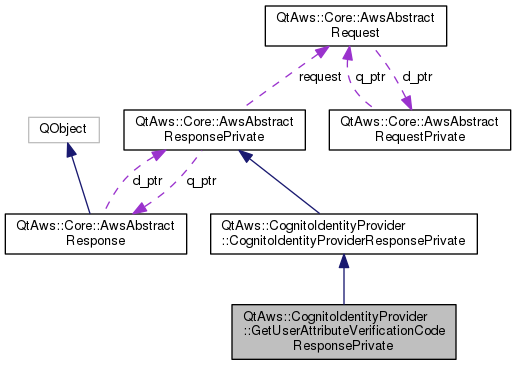 QtAws::Core::AwsAbstract
Request
request
q_ptr
d_ptr
QObject
QtAws::Core::AwsAbstract
ResponsePrivate
QtAws::Core::AwsAbstract
RequestPrivate
d_ptr
q_ptr
QtAws::Core::AwsAbstract
Response
QtAws::CognitoIdentityProvider
::CognitoIdentityProviderResponsePrivate
QtAws::CognitoIdentityProvider
::GetUserAttributeVerificationCode
ResponsePrivate